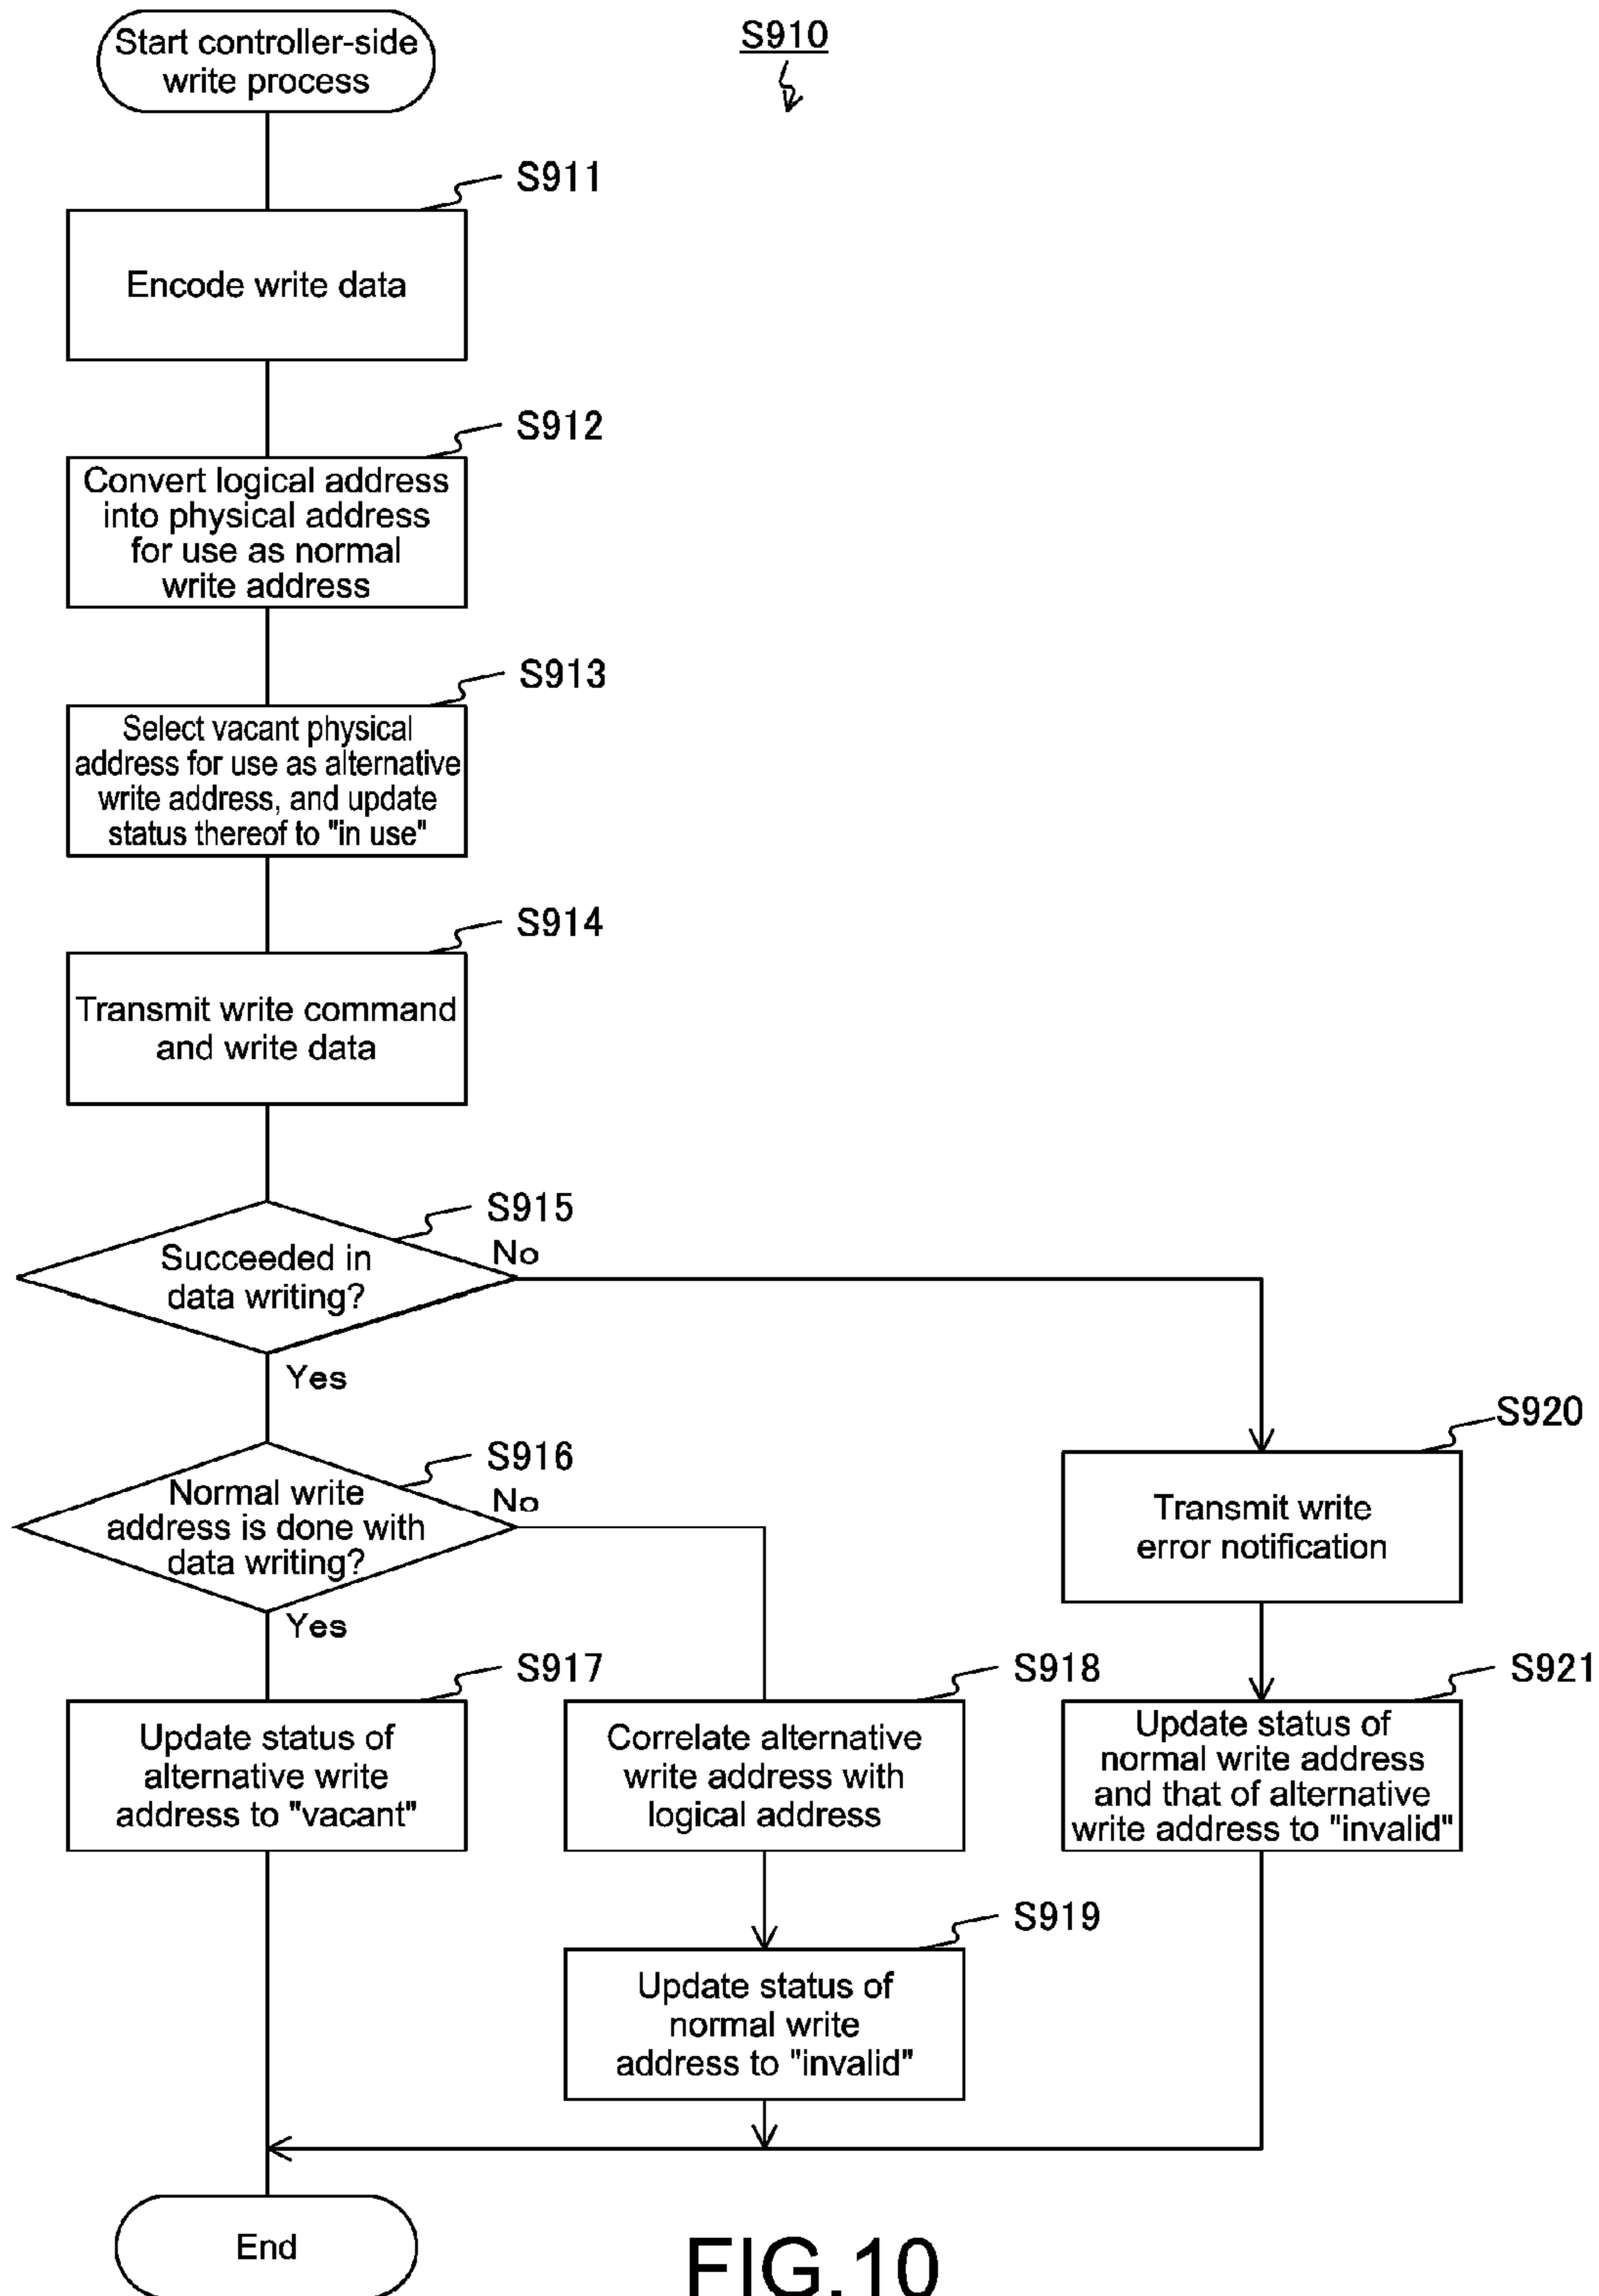 Start controller-side
write process
S910
S911
Encode write data
S912
Convert logical address
into physical address
for use as normal
write address
S913
Select vacant physical
address for use as alternative
write address, and update
status thereof to "in use"
S914
Transmit write command
and write data
S915
Succeeded in
data writing?
No
Yes
S916
Normal write
address is done with
data writing?
No
Yes
S920
Transmit write
error notification
S917
Update status of
alternative write
address to "vacant"
S918
Correlate alternative
write address with
logical address
S921
Update status of
normal write address
and that of alternative
write address to "invalid"
S919
Update status of
normal write
address to "invalid"
End
FIG.10